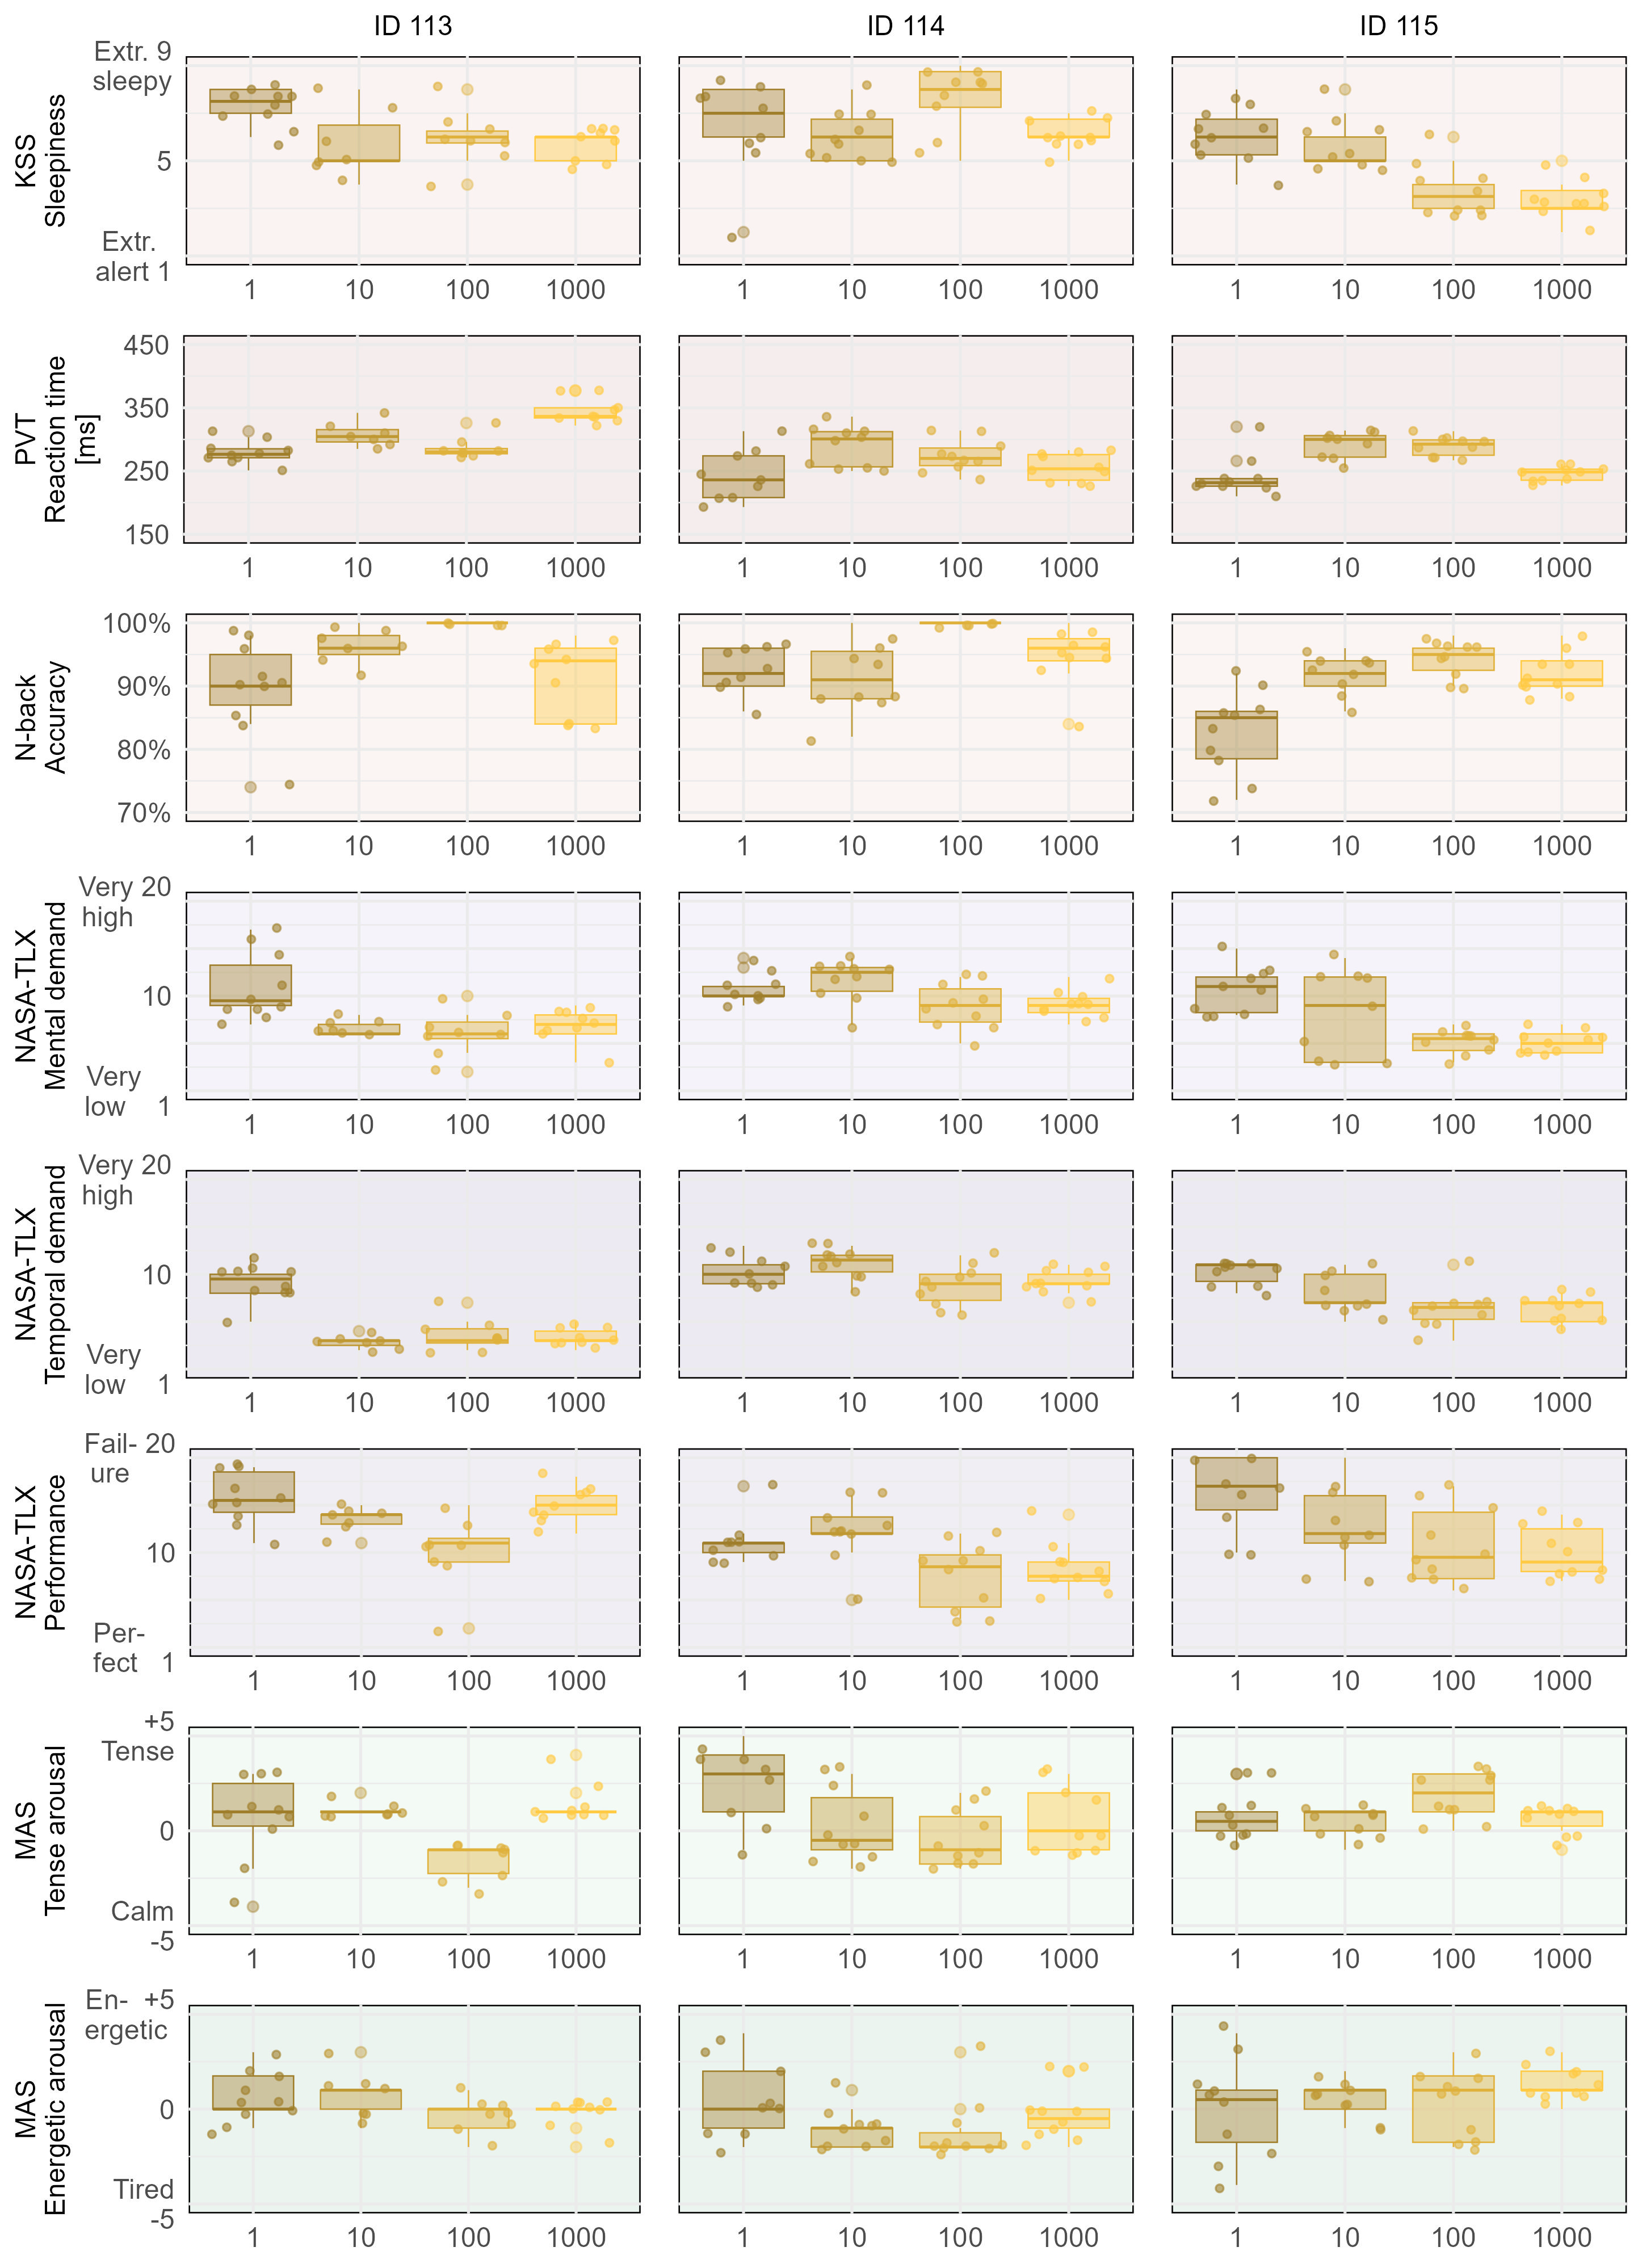 ID 113 ID 114 ID 115
KSS
Sleepiness
Extr. 9
sleepy
5
Extr.
alert 1
1 10 100 1000 1 10 100 1000 1 10 100 1000
PVT
Reaction time
[ms]
450
350
250
150
1 10 100 1000 1 10 100 1000 1 10 100 1000
N-back
Accuracy
100%
90%
80%
70%
1 10 100 1000 1 10 100 1000 1 10 100 1000
NASA-TLX
Mental demand
Very 20
high
10
Very
low 1
1 10 100 1000 1 10 100 1000 1 10 100 1000
NASA-TLX
Temporal demand
Very 20
high
10
Very
low 1
1 10 100 1000 1 10 100 1000 1 10 100 1000
NASA-TLX
Performance
Fail- 20
ure
10
Per-
fect 1
1 10 100 1000 1 10 100 1000 1 10 100 1000
MAS
Tense arousal
+5
Tense
0
Calm
-5
1 10 100 1000 1 10 100 1000 1 10 100 1000
MAS
Energetic arousal
En- +5
ergetic
0
Tired
-5
1 10 100 1000 1 10 100 1000 1 10 100 1000